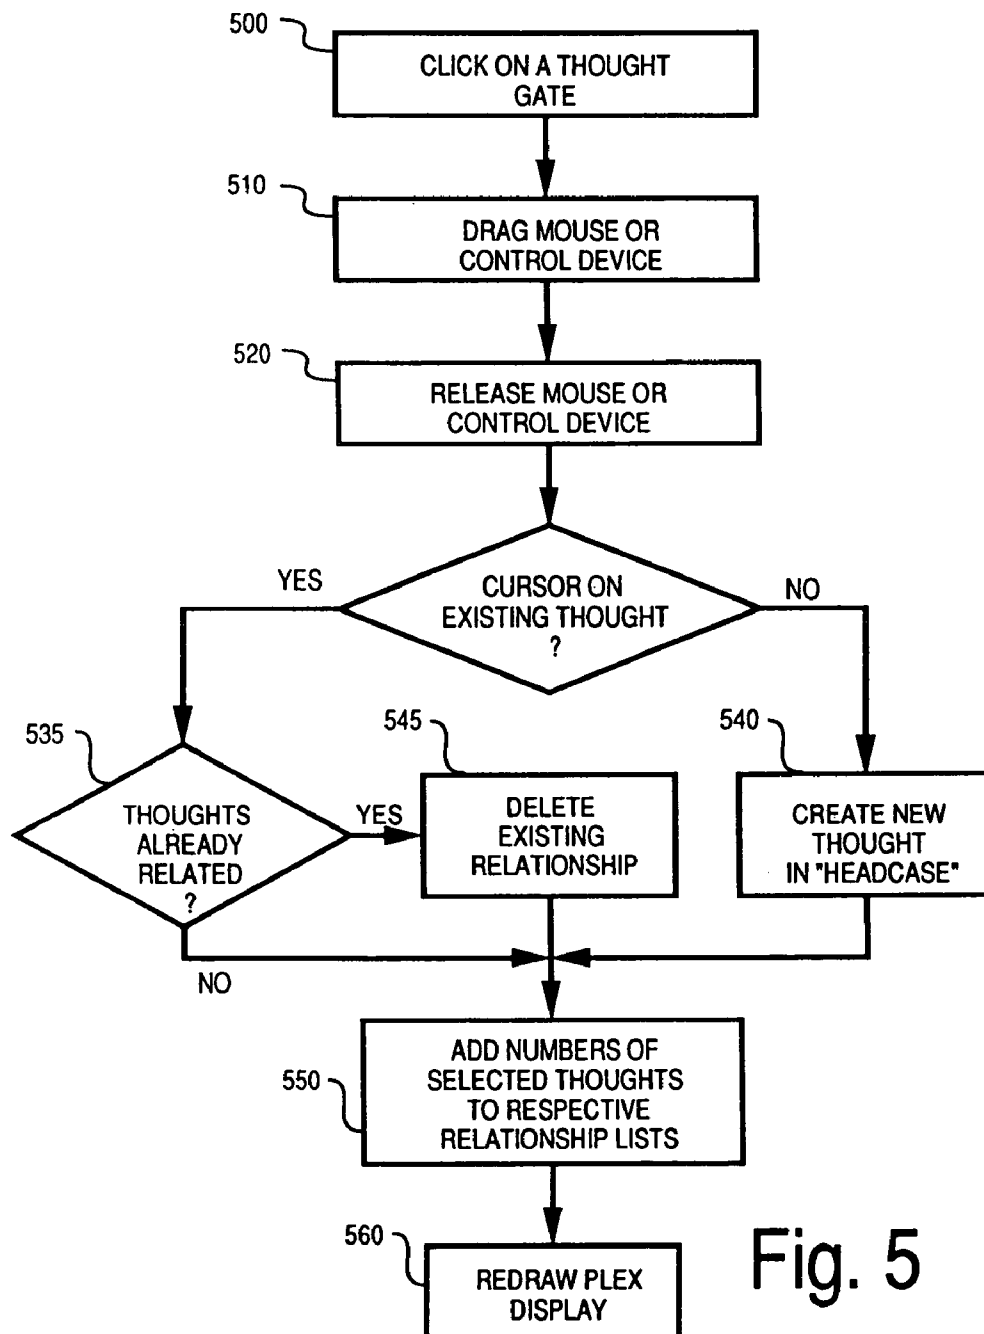 500
CLICK ON A THOUGHT
GATE
510
DRAG MOUSE OR
CONTROL DEVICE
520
RELEASE MOUSE OR
CONTROL DEVICE
YES
CURSOR ON
EXISTING THOUGHT
?
NO
535
THOUGHTS
ALREADY
RELATED
?
YES
545
DELETE
EXISTING
RELATIONSHIP
540
CREATE NEW
THOUGHT
IN "HEADCASE"
NO
550
ADD NUMBERS OF
SELECTED THOUGHTS
TO RESPECTIVE
RELATIONSHIP LISTS
560
REDRAW PLEX
DISPLAY
Fig. 5